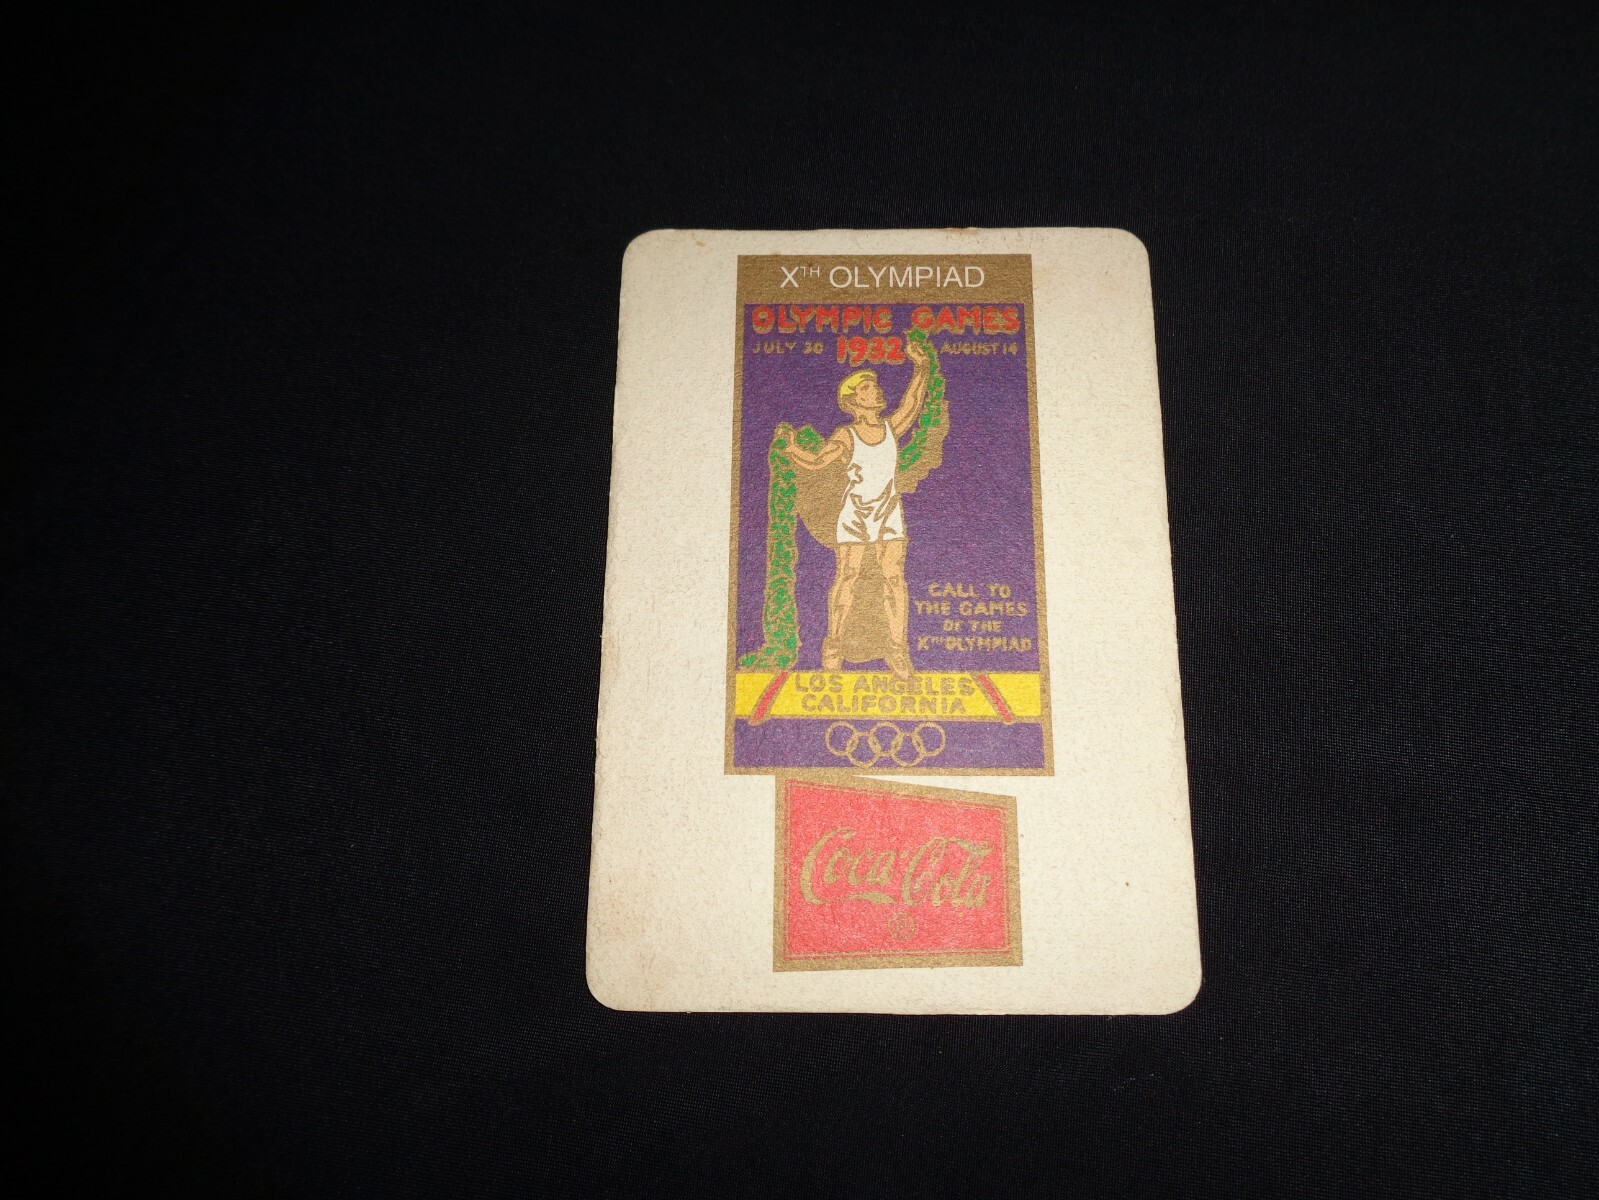 XTH OLYMPIAD
OLYMPIC GAMES
JULY 30 1932 AUGUST 14
CALL TO
THE GAMES
OF THE
XTH OLYMPIAD
LOS ANGELES
CALIFORNIA
Coca-Cola